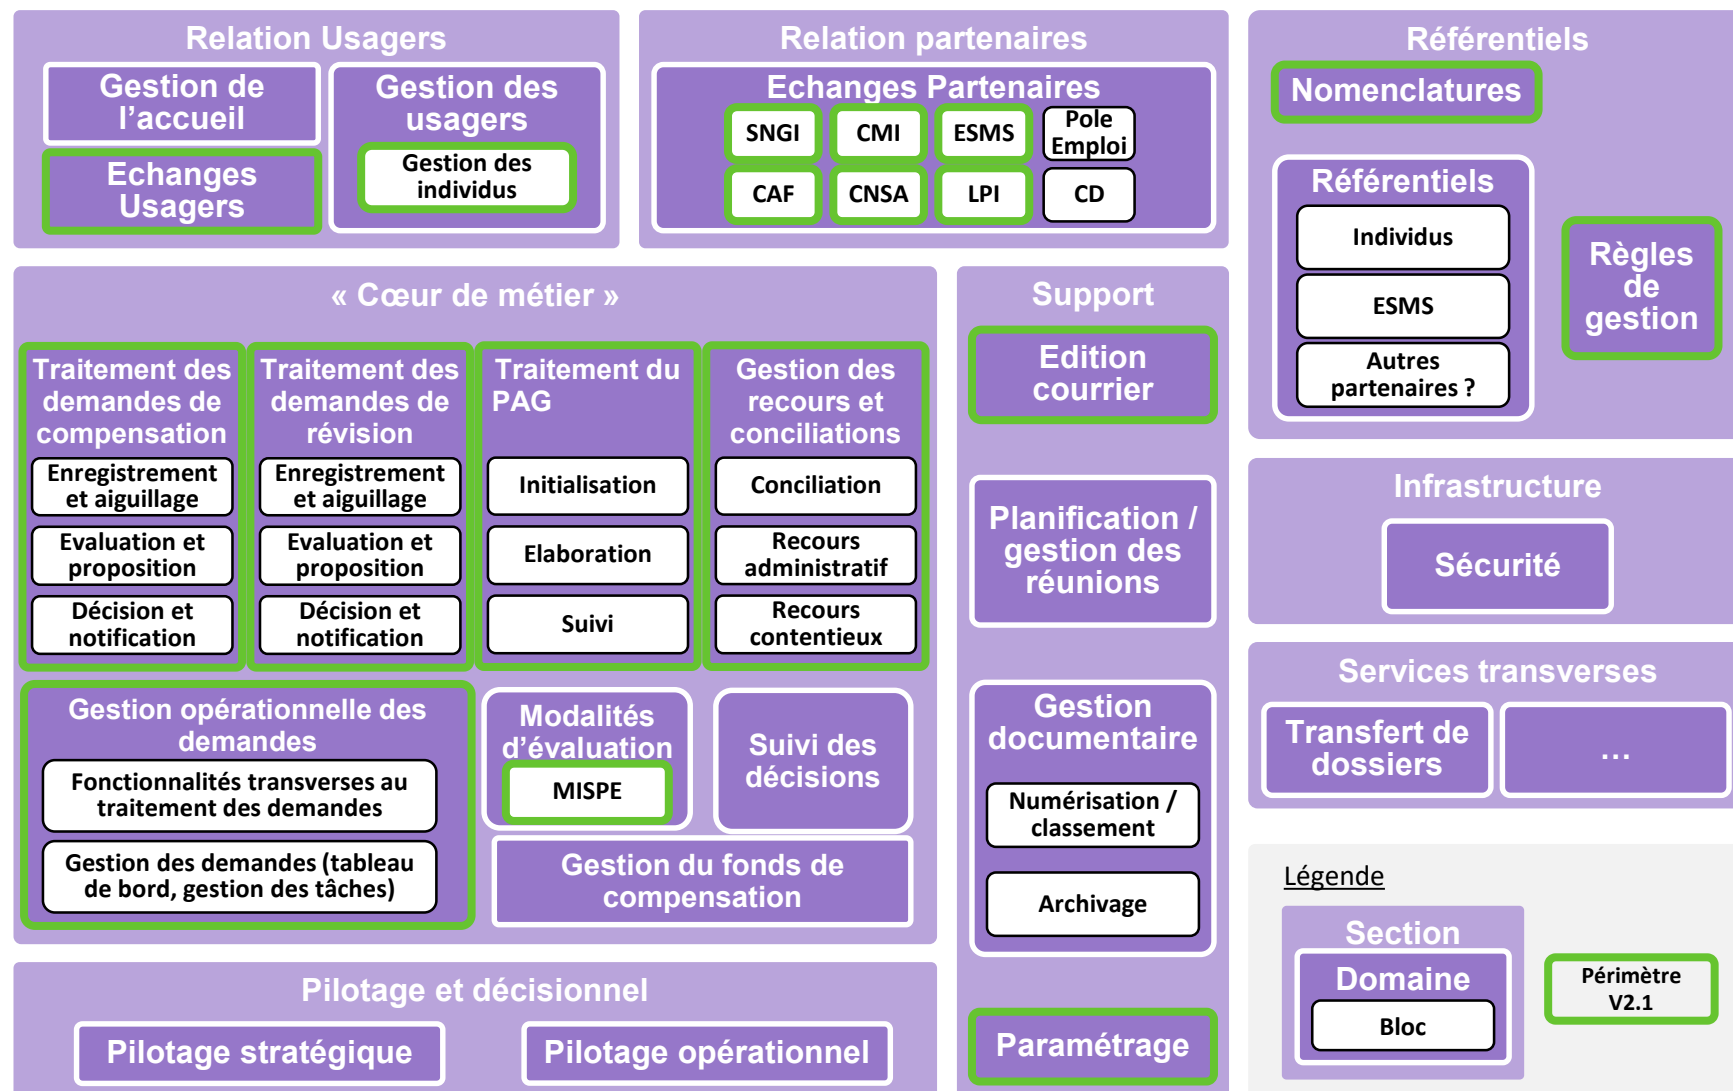 Relation Usagers
Gestion de
l’accueil
Echanges
Usagers
Gestion des
usagers
Gestion des
individus
Relation partenaires
Echanges Partenaires
SNGI
CMI
ESMS
Pole
Emploi
CAF
CNSA
LPI
CD
Référentiels
Nomenclatures
Référentiels
Individus
ESMS
Autres
partenaires ?
Règles
de
gestion
« Cœur de métier »
Traitement des
demandes de
compensation
Enregistrement
et aiguillage
Evaluation et
proposition
Décision et
notification
Traitement des
demandes de
révision
Enregistrement
et aiguillage
Evaluation et
proposition
Décision et
notification
Traitement du
PAG
Initialisation
Elaboration
Suivi
Gestion des
recours et
conciliations
Conciliation
Recours
administratif
Recours
contentieux
Gestion opérationnelle des
demandes
Fonctionnalités transverses au
traitement des demandes
Gestion des demandes (tableau
de bord, gestion des tâches)
Modalités
d’évaluation
MISPE
Suivi des
décisions
Gestion du fonds de
compensation
Support
Edition
courrier
Planification /
gestion des
réunions
Gestion
documentaire
Numérisation /
classement
Archivage
Paramétrage
Infrastructure
Sécurité
Services transverses
Transfert de
dossiers
...
Pilotage et décisionnel
Pilotage stratégique
Pilotage opérationnel
Légende
Section
Domaine
Bloc
Périmètre
V2.1